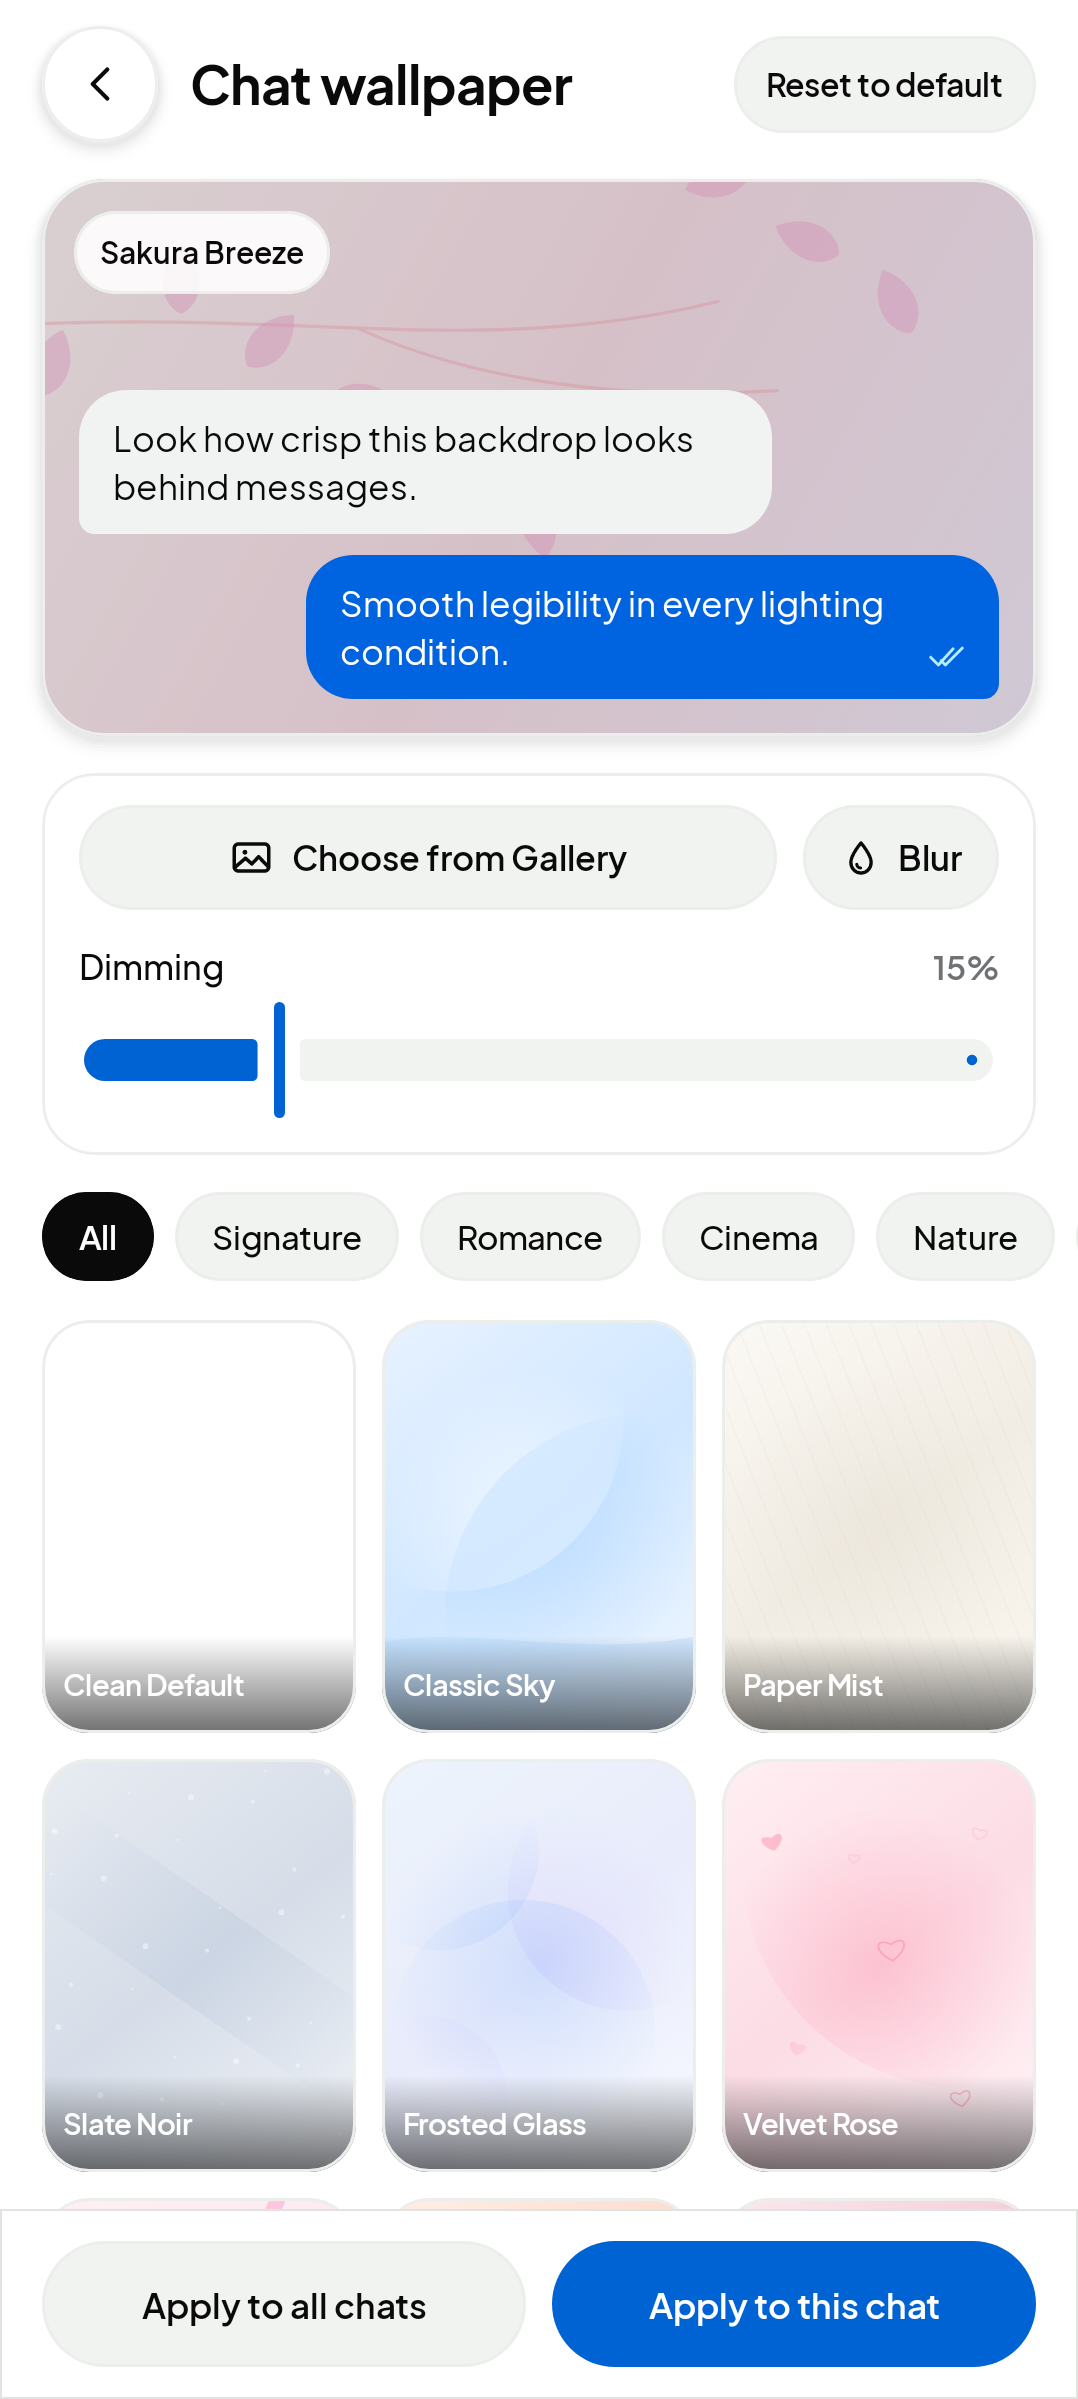 Chat wallpaper
Reset to default
Sakura Breeze
Look how crisp this backdrop looks
behind messages.
Smooth legibility in every lighting
condition.
Choose from Gallery
Blur
Dimming
15%
All
Signature
Romance
Cinema
Nature
Clean Default
Classic Sky
Paper Mist
Slate Noir
Frosted Glass
Velvet Rose
Apply to all chats
Apply to this chat